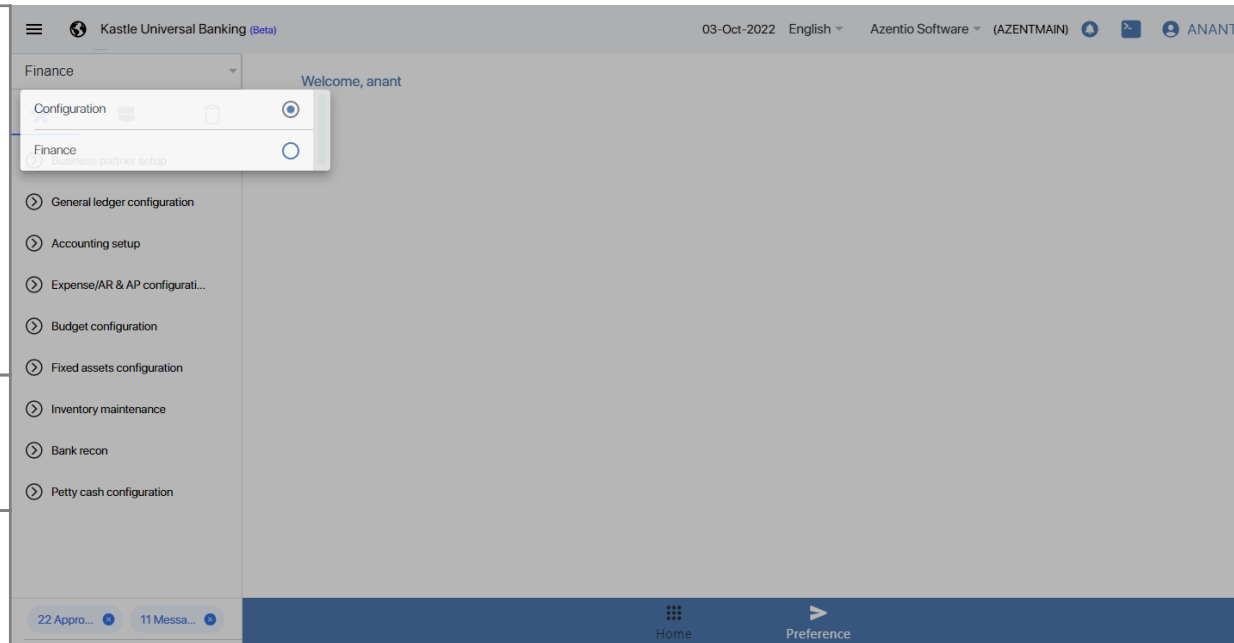 Kastle Universal Banking (Beta)
03-Oct-2022 English Azentio Software (AZENTMAIN) ANANT
Finance
Welcome, anant
Configuration
Finance
Business partner setup
General ledger configuration
Accounting setup
Expense/AR & AP configurati...
Budget configuration
Fixed assets configuration
Inventory maintenance
Bank recon
Petty cash configuration
22 Appro... 11 Messa...
Home Preference